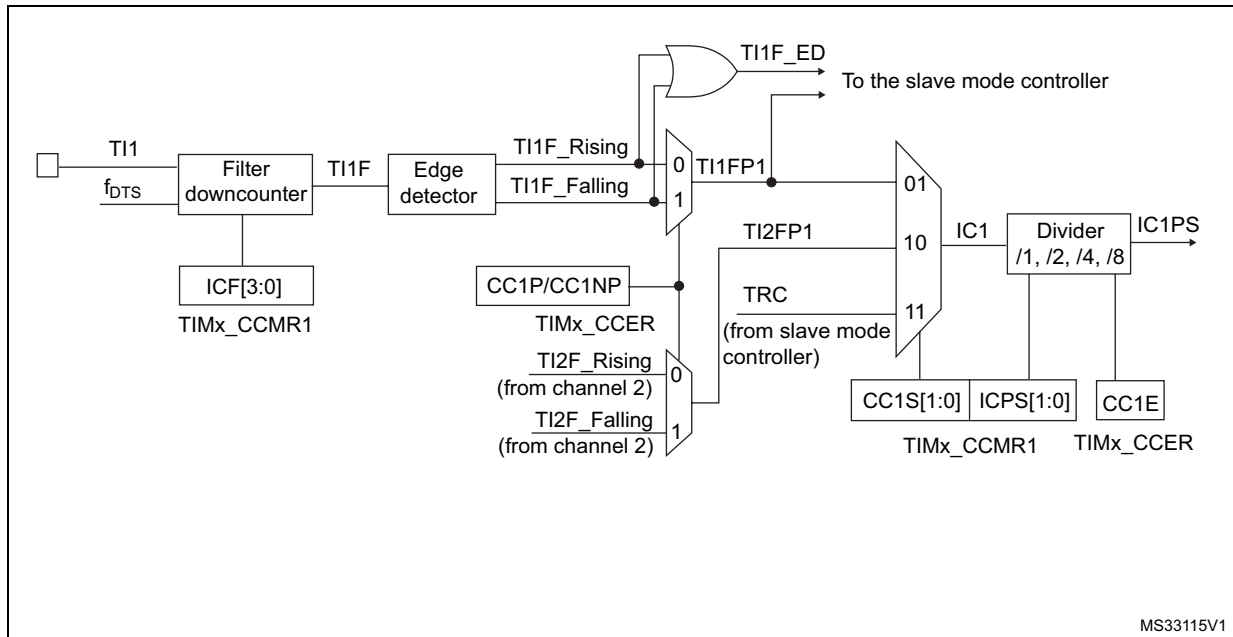 TI1F_ED
To the slave mode controller
TI1
f_DTS
Filter
downcounter
TI1F
Edge
detector
TI1F_Rising
TI1F_Falling
0
1
TI1FP1
01
TI2FP1
10
IC1
Divider
/1, /2, /4, /8
IC1PS
ICF[3:0]
TIMx_CCMR1
CC1P/CC1NP
TIMx_CCER
TRC
11
(from slave mode
controller)
TI2F_Rising
(from channel 2)
0
TI2F_Falling
(from channel 2)
1
CC1S[1:0]
ICPS[1:0]
CC1E
TIMx_CCMR1
TIMx_CCER
MS33115V1